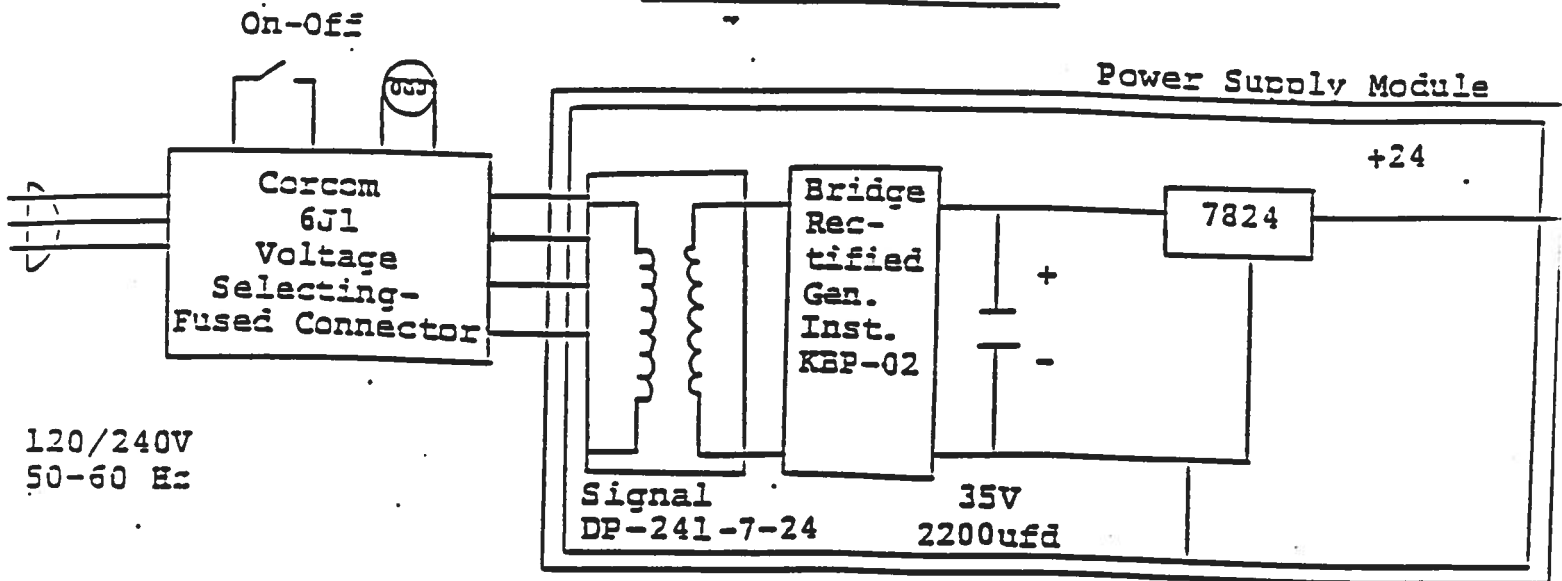 On-Off
Power Supply Module
+24
Corcom
6J1
Voltage
Selecting-
Fused Connector
Bridge
Rec-
tified
Gen.
Inst.
KBP-02
7824
+
-
120/240V
50-60 Hz
Signal
DP-241-7-24
35V
2200ufd